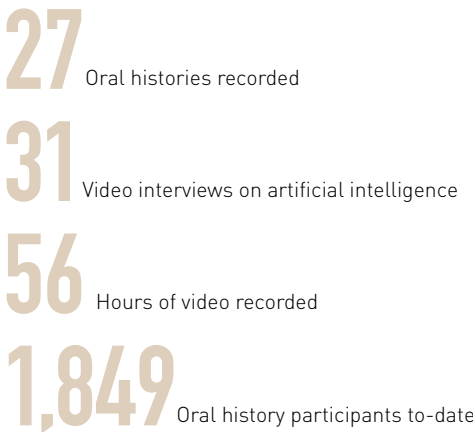 27 Oral histories recorded
31 Video interviews on artificial intelligence
56 Hours of video recorded
1,849 Oral history participants to-date